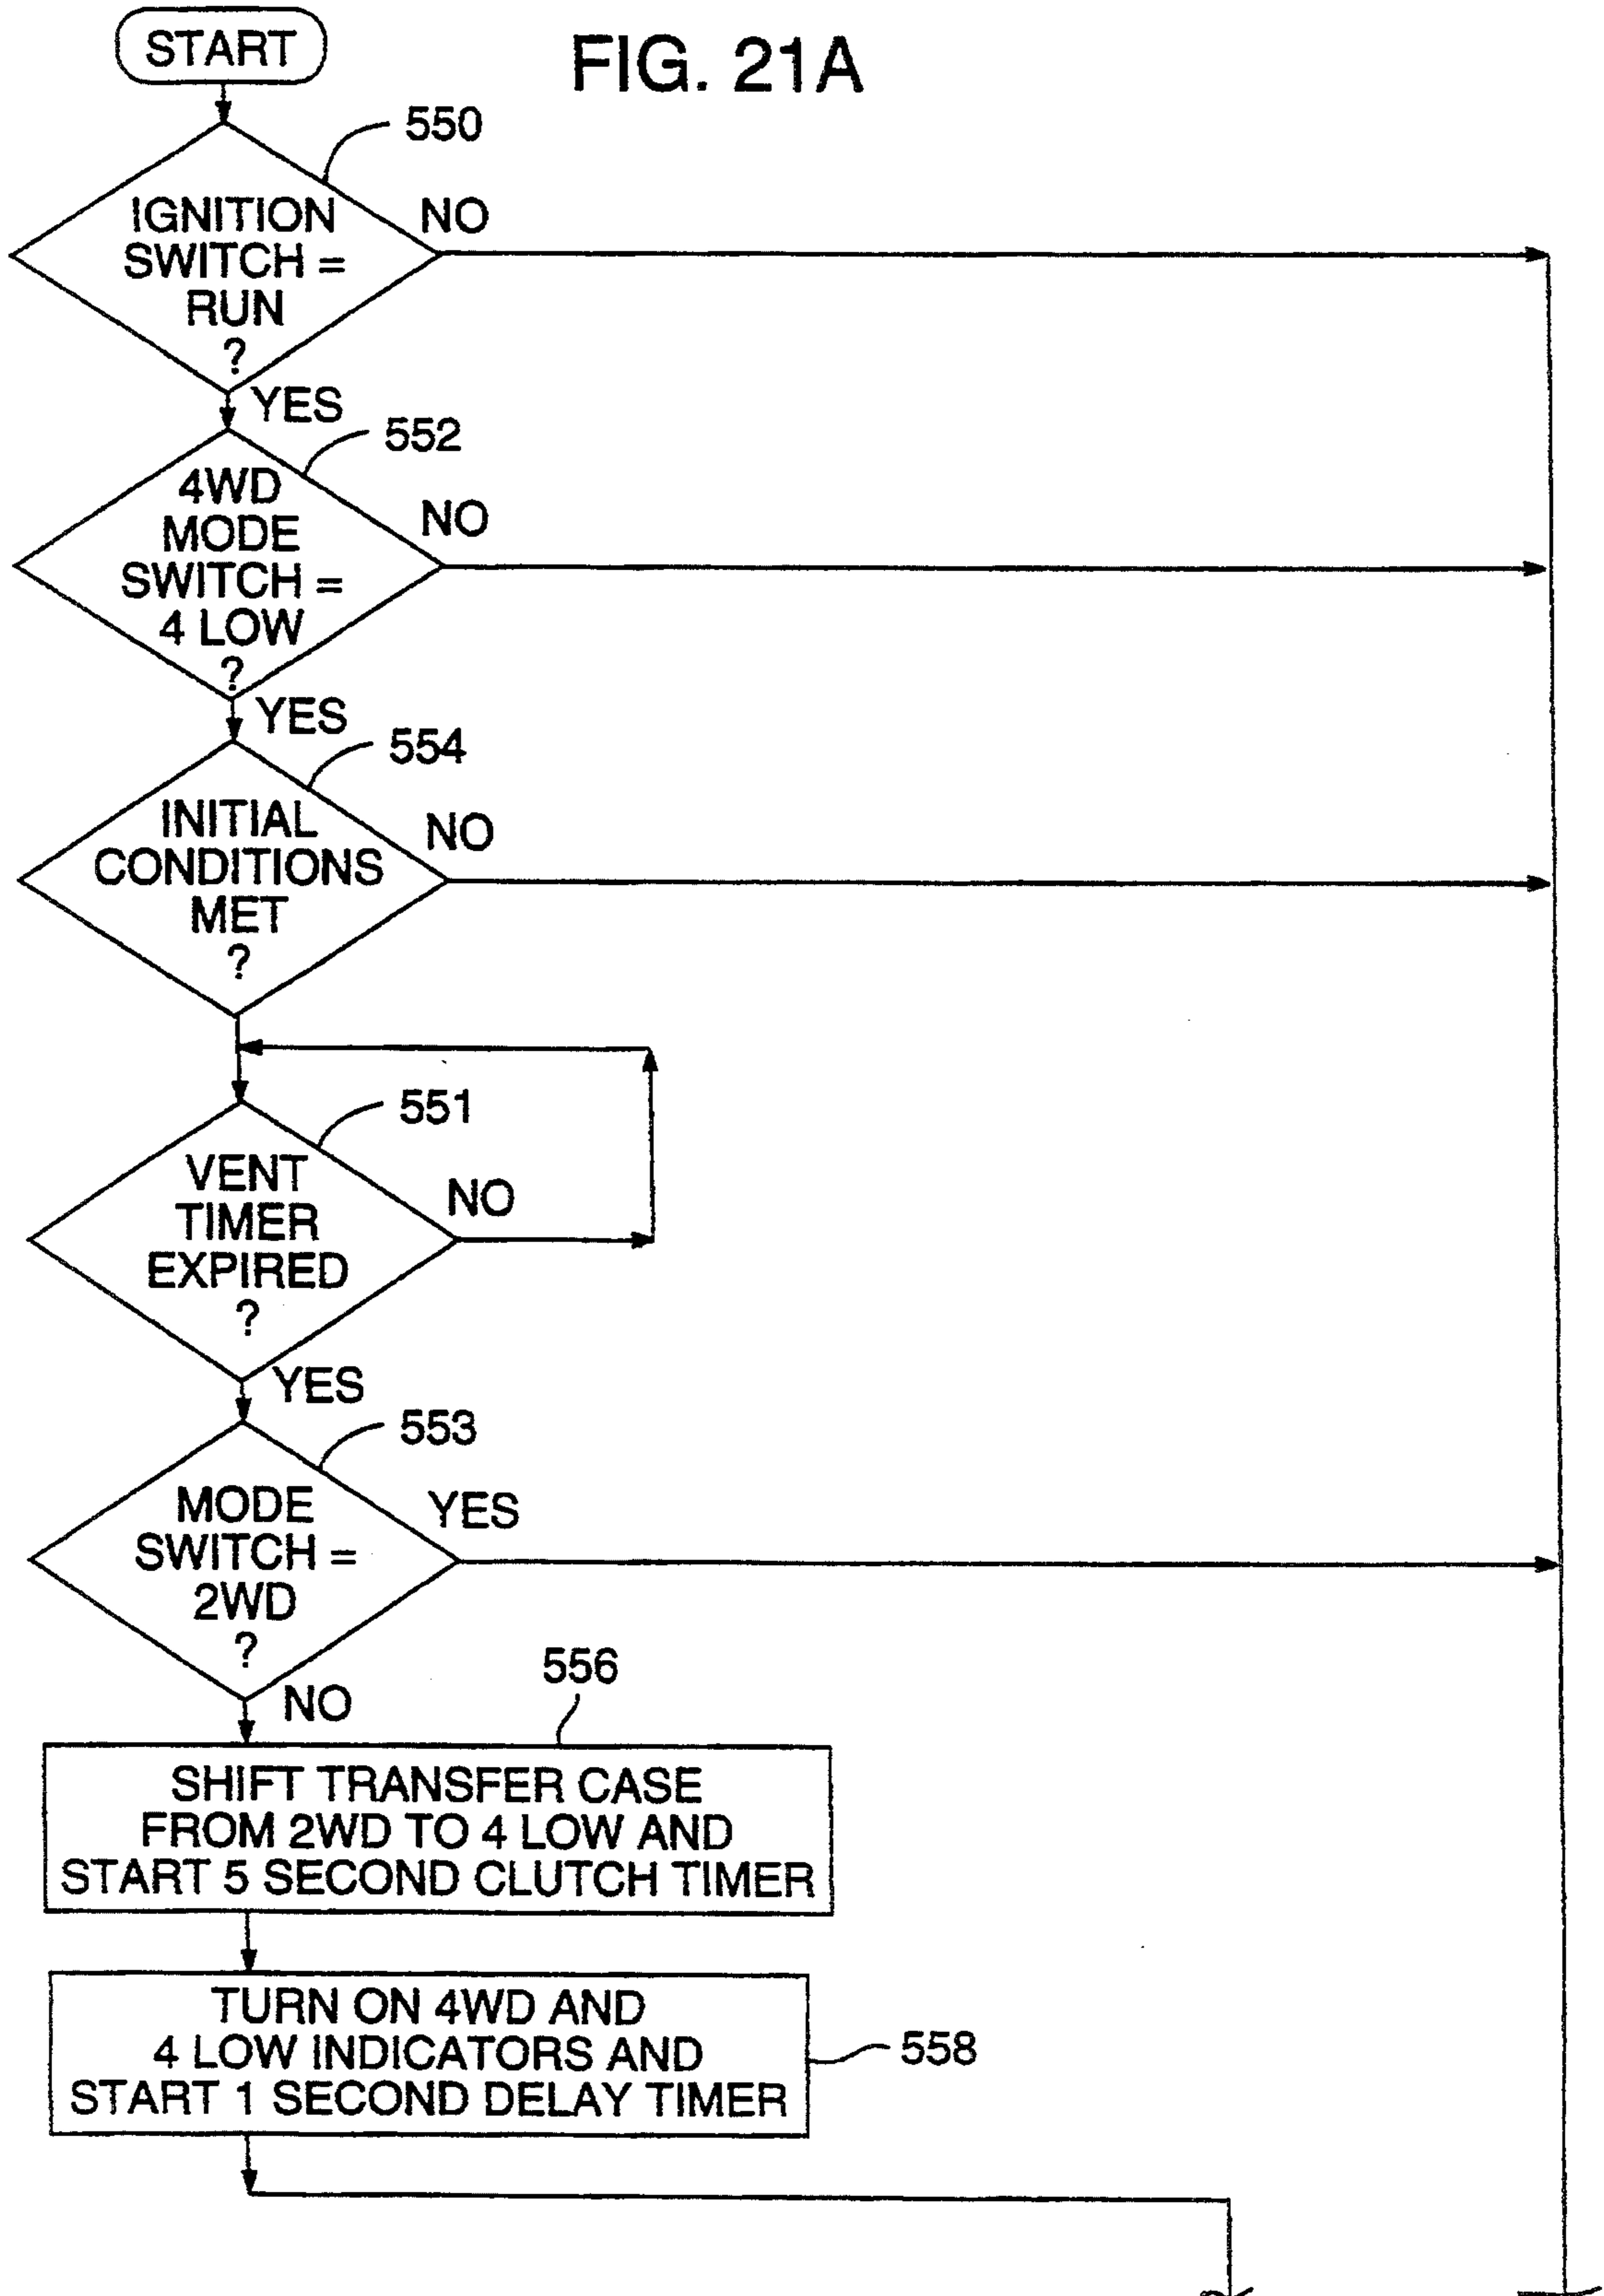 START
FIG. 21A
550
IGNITION
SWITCH =
RUN
?
NO
YES
552
4WD
MODE
SWITCH =
4 LOW
?
NO
YES
554
INITIAL
CONDITIONS
MET
?
NO
551
VENT
TIMER
EXPIRED
?
NO
YES
553
MODE
SWITCH =
2WD
?
YES
NO
556
SHIFT TRANSFER CASE
FROM 2WD TO 4 LOW AND
START 5 SECOND CLUTCH TIMER
TURN ON 4WD AND
4 LOW INDICATORS AND
START 1 SECOND DELAY TIMER
558